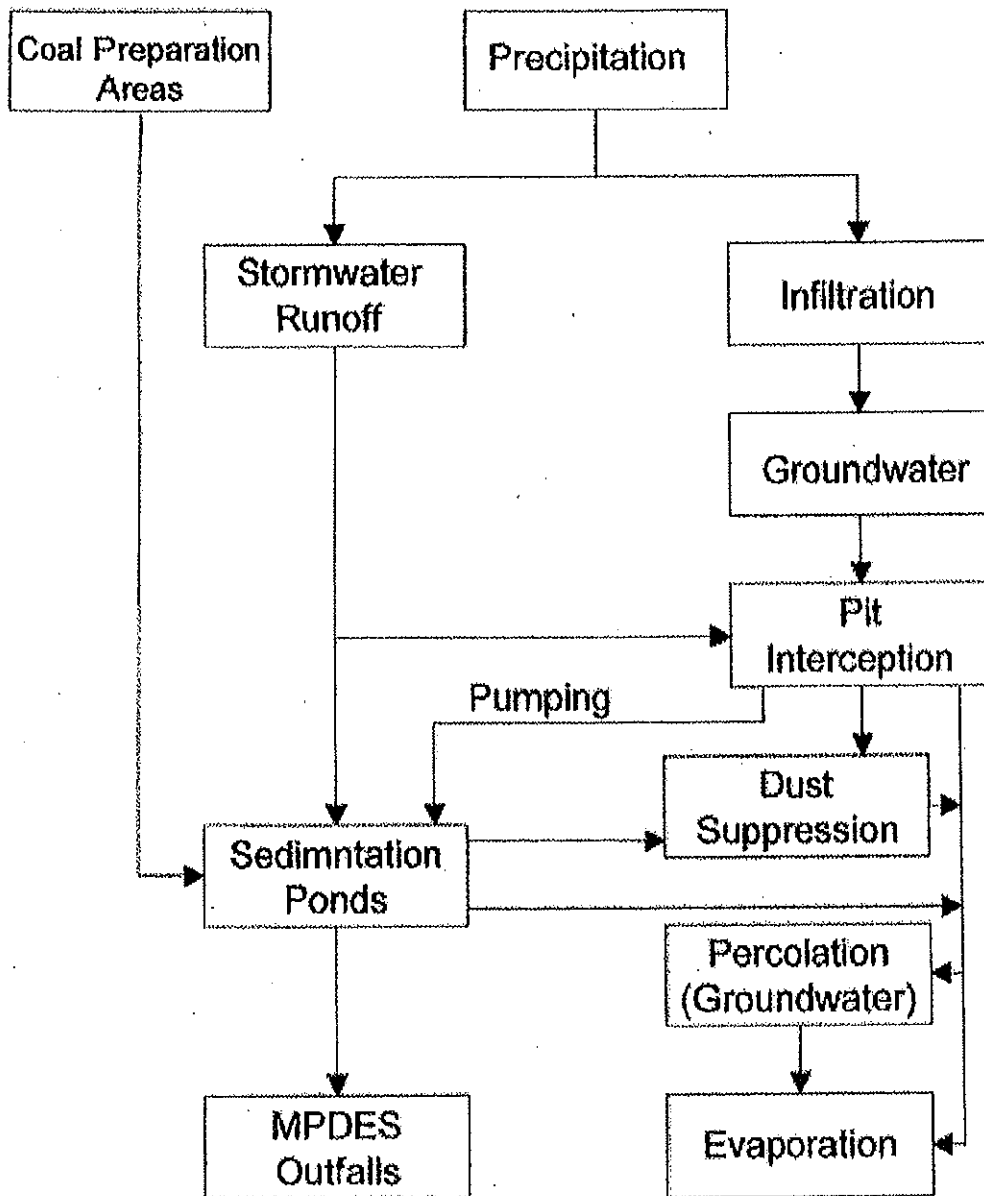 Coal Preparation
Areas
Precipitation
Stormwater
Runoff
Infiltration
Groundwater
Pit
Interception
Pumping
Dust
Suppression
Sedimntation
Ponds
Percolation
(Groundwater)
MPDES
Outfalls
Evaporation